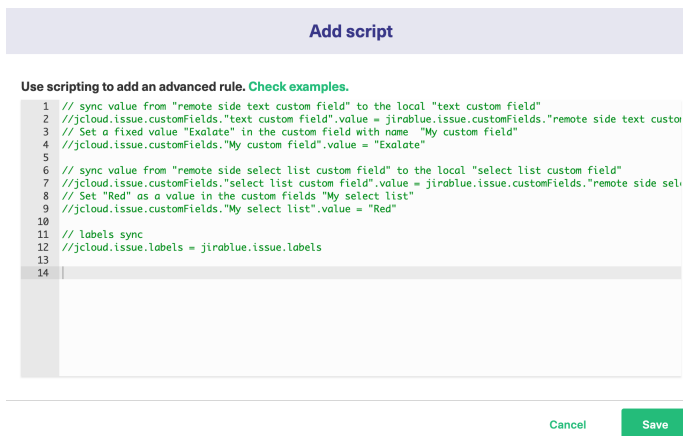 Add script
Use scripting to add an advanced rule. Check examples.
1 // sync value from "remote side text custom field" to the local "text custom field"
2 //jcloud.issue.customFields."text custom field".value = jirablue.issue.customFields."remote side text custo
3 // Set a fixed value "Exalate" in the custom field with name  "My custom field"
4 //jcloud.issue.customFields."My custom field".value = "Exalate"
5
6 // sync value from "remote side select list custom field" to the local "select list custom field"
7 //jcloud.issue.customFields."select list custom field".value = jirablue.issue.customFields."remote side sel
8 // Set "Red" as a value in the custom fields "My select list"
9 //jcloud.issue.customFields."My select list".value = "Red"
10
11 // labels sync
12 //jcloud.issue.labels = jirablue.issue.labels
13
14
Cancel Save